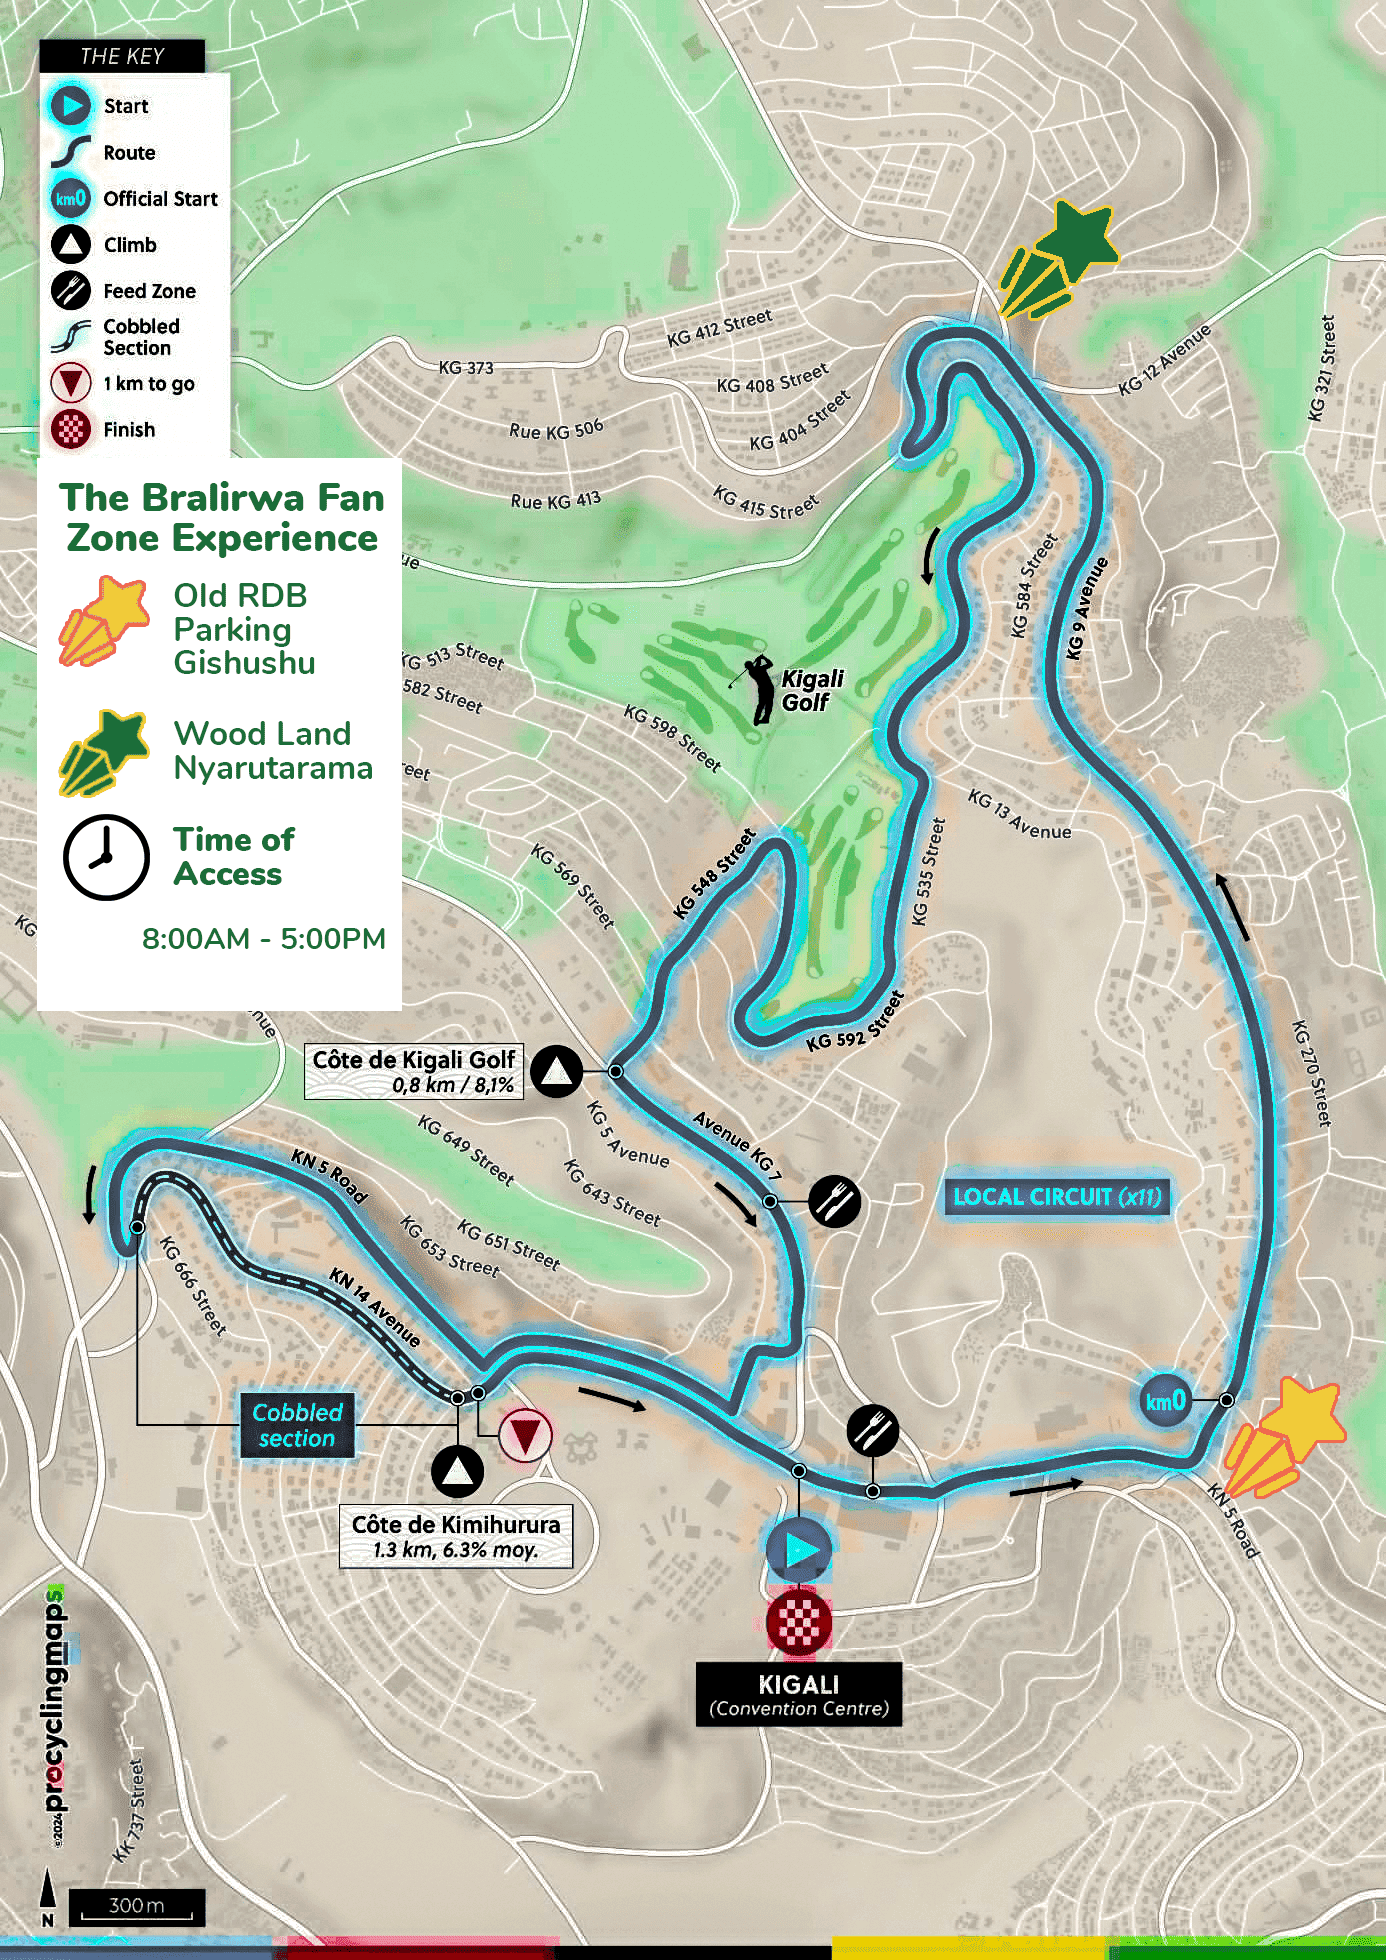 THE KEY
Start
Route
km0
Official Start
Climb
Feed Zone
Cobbled
Section
1 km to go
Finish
The Bralirwa Fan
Zone Experience
Old RDB
Parking
Gishushu
Wood Land
Nyarutarama
Time of
Access
8:00AM - 5:00PM
KG 412 Street
KG 373
KG 408 Street
KG 404 Street
Rue KG 506
Rue KG 413
KG 415 Street
KG 12 Avenue
KG 321 Street
KG 584 Street
KG 9 Avenue
KG 513 Street
582 Street
KG 598 Street
Kigali
Golf
KG 13 Avenue
KG 569 Street
KG 548 Street
KG 535 Street
KG 592 Street
KG 270 Street
KG
Côte de Kigali Golf
0,8 km / 8,1%
KG 5 Avenue
Avenue KG 7
KG 649 Street
KG 643 Street
KG 651 Street
KG 653 Street
KN 5 Road
KG 666 Street
KN 14 Avenue
LOCAL CIRCUIT (x11)
km0
Cobbled
section
Côte de Kimihurura
1.3 km, 6.3% moy.
KN 5 Road
KIGALI
(Convention Centre)
©2024 procyclingmaps
KK 737 Street
N
300 m